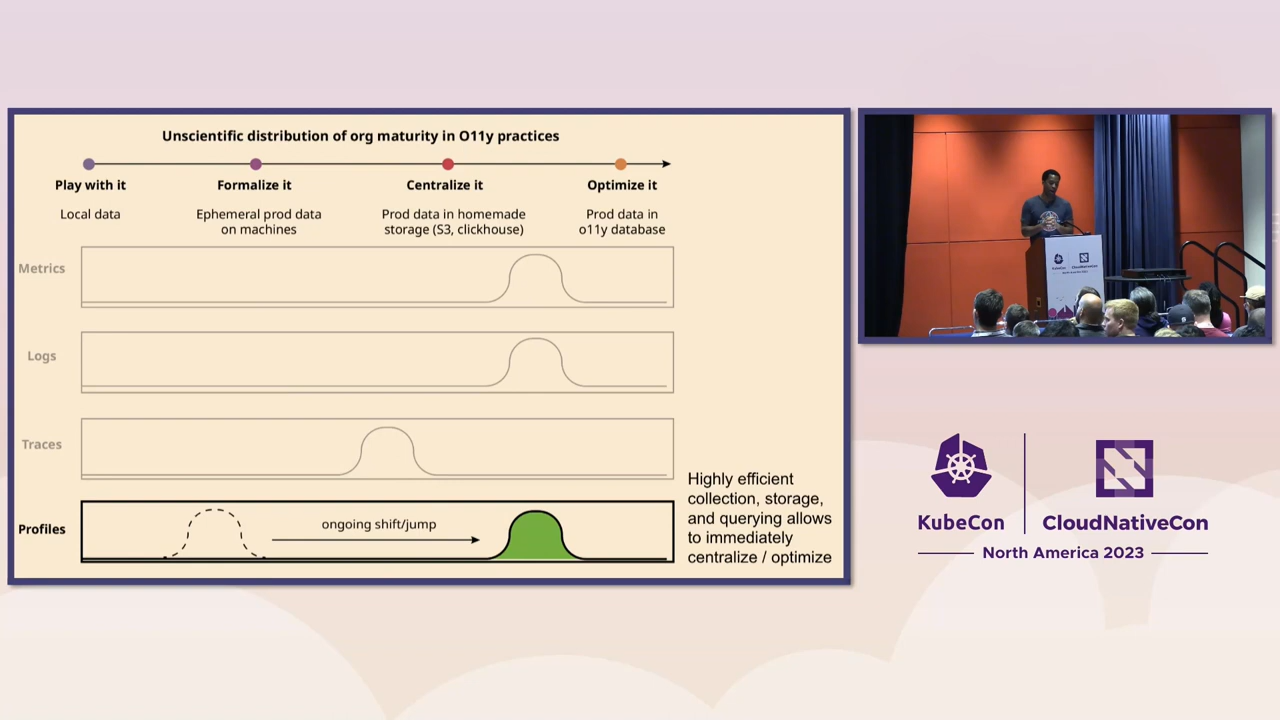 Unscientific distribution of org maturity in O11y practices
Play with it
Formalize it
Centralize it
Optimize it
Local data
Ephemeral prod data
on machines
Prod data in homemade
storage (S3, clickhouse)
Prod data in
o11y database
Metrics
Logs
Traces
Profiles
ongoing shift/jump
Highly efficient
collection, storage,
and querying allows
to immediately
centralize / optimize
KubeCon
CloudNativeCon
KubeCon
CloudNativeCon
North America 2023